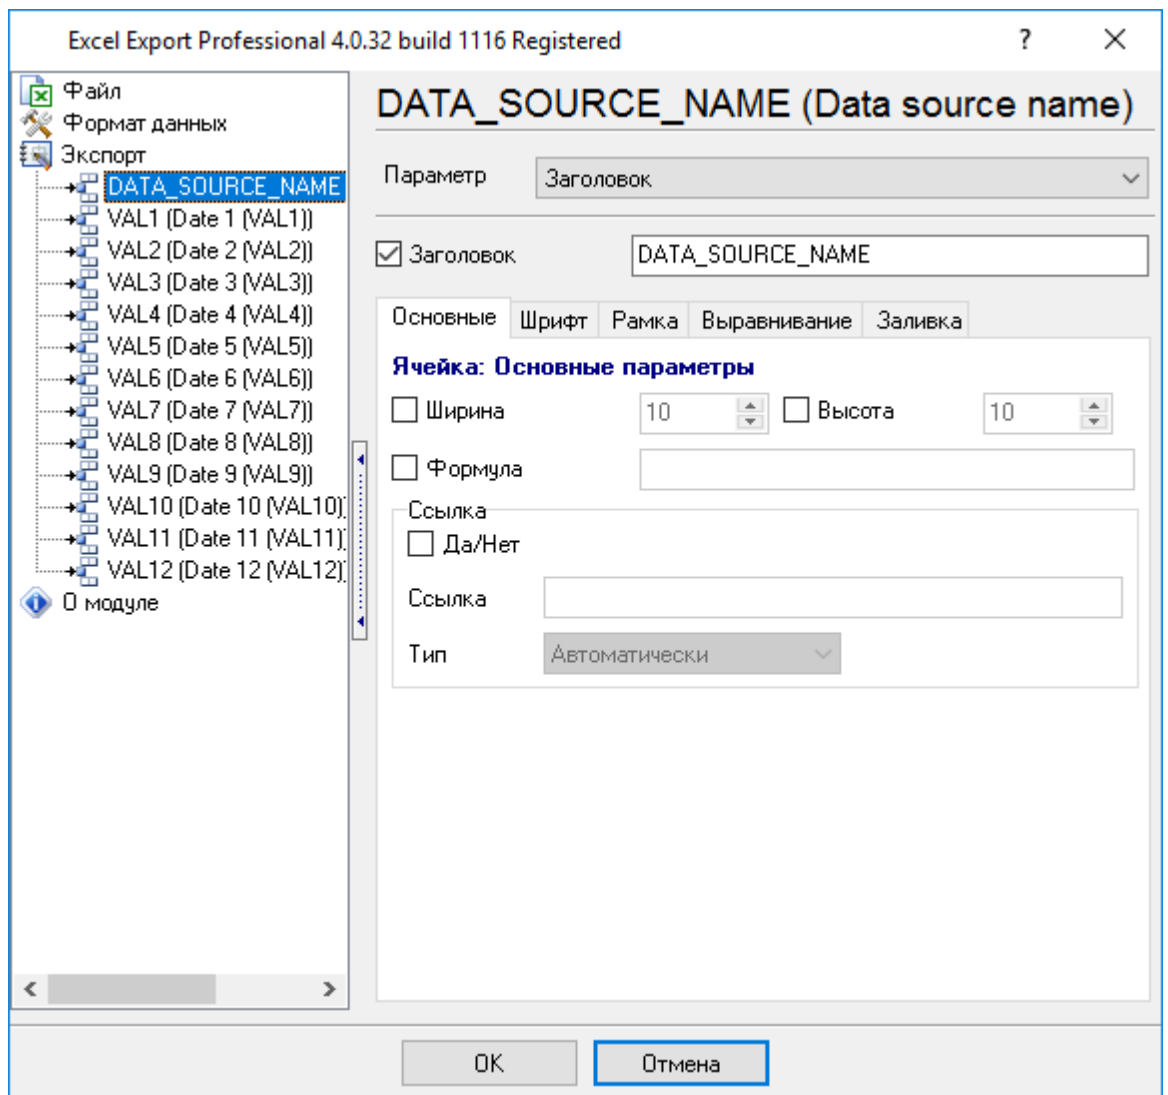 Excel Export Professional 4.0.32 build 1116 Registered
?
Файл
Формат данных
Экспорт
DATA_SOURCE_NAME
VAL1 (Date 1 (VAL1))
VAL2 (Date 2 (VAL2))
VAL3 (Date 3 (VAL3))
VAL4 (Date 4 (VAL4))
VAL5 (Date 5 (VAL5))
VAL6 (Date 6 (VAL6))
VAL7 (Date 7 (VAL7))
VAL8 (Date 8 (VAL8))
VAL9 (Date 9 (VAL9))
VAL10 (Date 10 (VAL10))
VAL11 (Date 11 (VAL11))
VAL12 (Date 12 (VAL12))
О модуле
DATA_SOURCE_NAME (Data source name)
Параметр Заголовок
Заголовок DATA_SOURCE_NAME
Основные Шрифт Рамка Выравнивание Заливка
Ячейка: Основные параметры
Ширина 10 Высота 10
Формула
Ссылка
Да/Нет
Ссылка
Тип Автоматически
OK Отмена